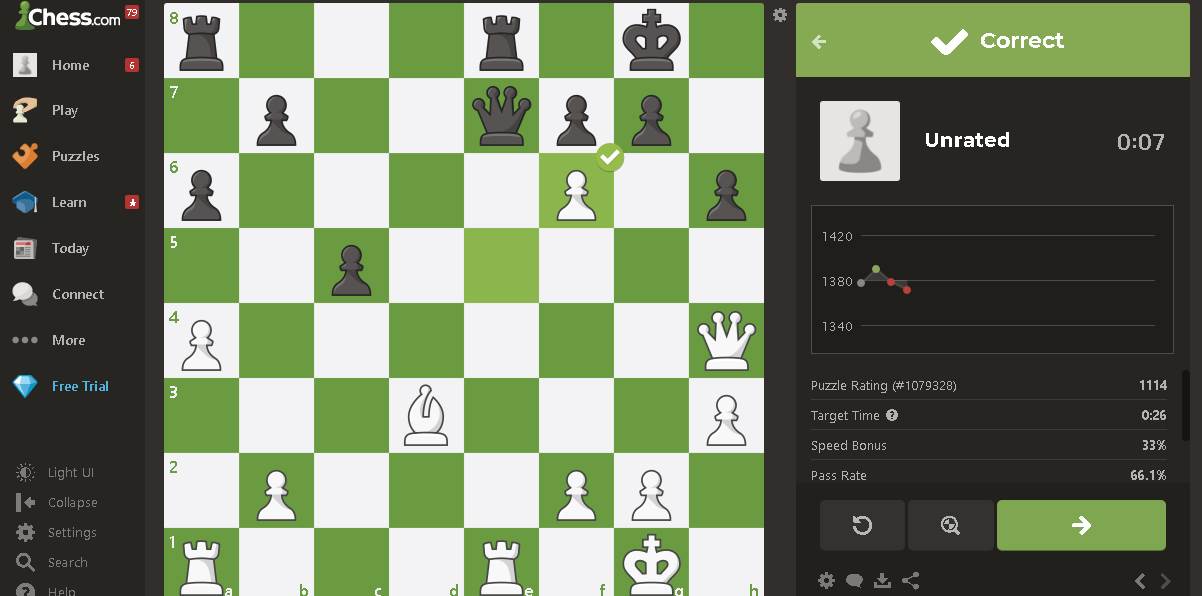 Chess.com 79
Home 6
Play
Puzzles
Learn
Today
Connect
More
Free Trial
Light UI
Collapse
Settings
Search
Help
8
7
6
5
4
3
2
1
a b c d e f g h
Correct
Unrated 0:07
1420
1380
1340
Puzzle Rating (#1079328) 1114
Target Time ? 0:26
Speed Bonus 33%
Pass Rate 66.1%